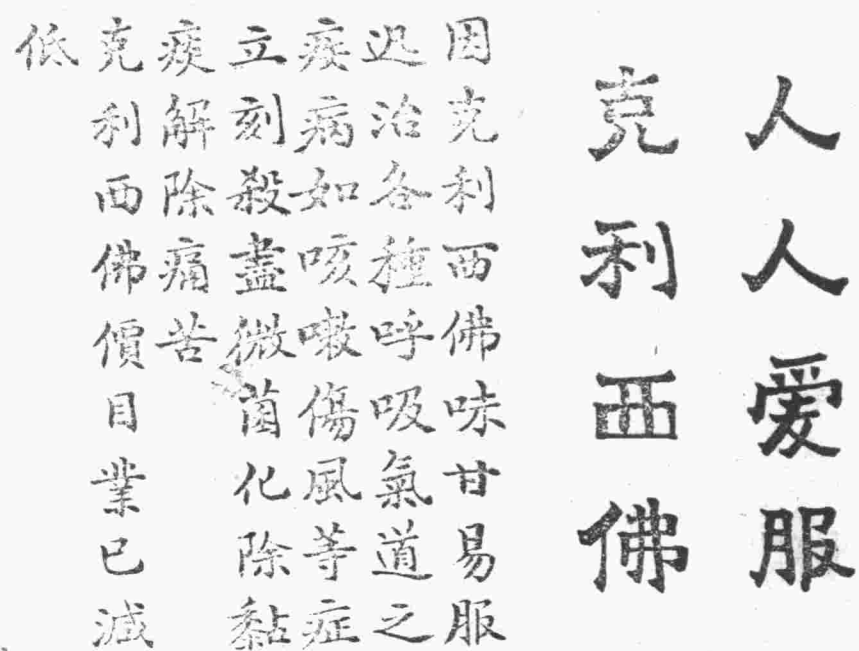 人人爱服
克利西佛
因克利西佛味甘易服
迅治各種呼吸氣道之
疾病如咳嗽傷風等症
立刻殺盡微菌化除黏
痰解除痛苦
克利西佛價目業已減
低